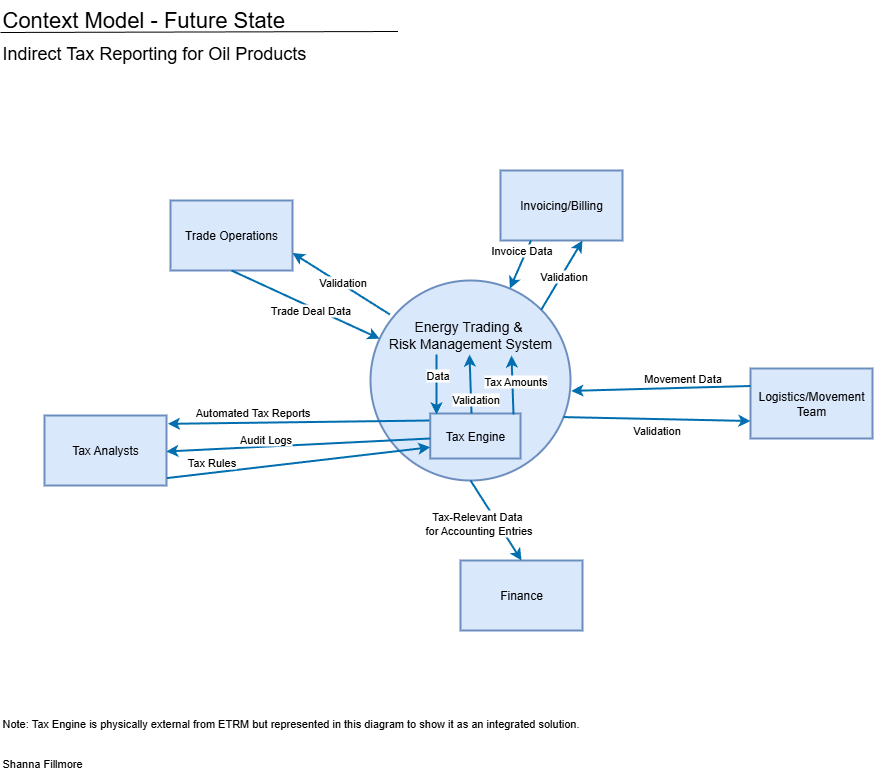 Context Model - Future State
Indirect Tax Reporting for Oil Products
Invoicing/Billing
Trade Operations
Invoice Data
Validation
Validation
Trade Deal Data
Energy Trading &
Risk Management System
Data
Tax Amounts
Validation
Movement Data
Logistics/Movement
Team
Validation
Automated Tax Reports
Tax Engine
Audit Logs
Tax Analysts
Tax Rules
Tax-Relevant Data
for Accounting Entries
Finance
Note: Tax Engine is physically external from ETRM but represented in this diagram to show it as an integrated solution.
Shanna Fillmore